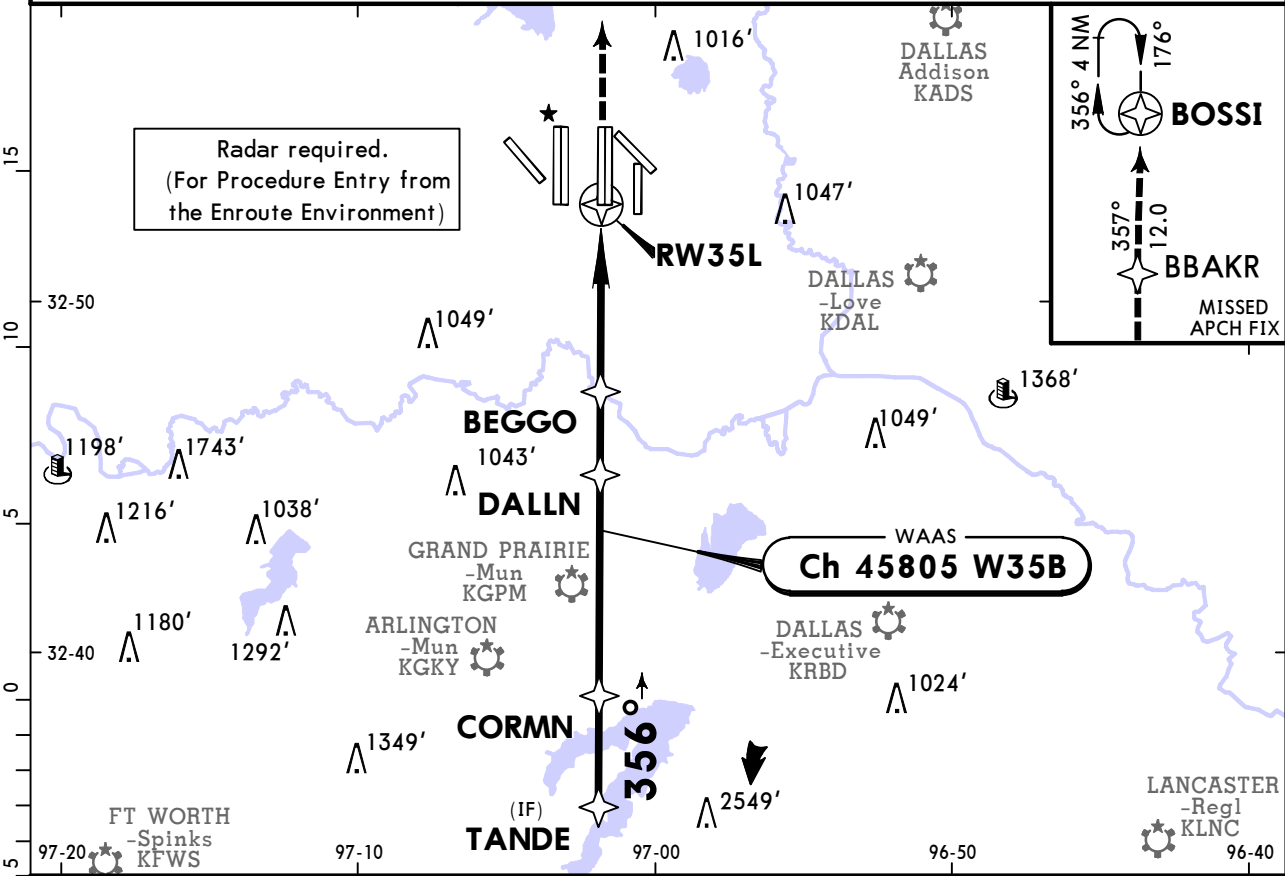 1016'
DALLAS
Addison
KADS
356° 4 NM
176°
BOSSI
357°
12.0
BBAKR
MISSED
APCH FIX
Radar required.
(For Procedure Entry from
the Enroute Environment)
15
1047'
RW35L
DALLAS
-Love
KDAL
32-50
10
1049'
1368'
BEGGO
1049'
1198'
1743'
1043'
DALLN
1216'
1038'
5
WAAS
Ch 45805 W35B
GRAND PRAIRIE
-Mun
KGPM
1180'
1292'
ARLINGTON
-Mun
KGKY
DALLAS
-Executive
KRBD
32-40
0
1024'
CORMN
356°
1349'
2549'
(IF)
TANDE
FT WORTH
-Spinks
KFWS
LANCASTER
-Regl
KLNC
5
97-20
97-10
97-00
96-50
96-40